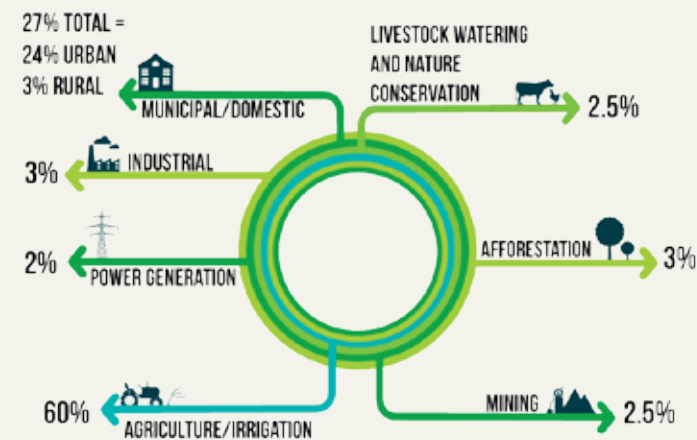 27% TOTAL =
24% URBAN
3% RURAL
MUNICIPAL/DOMESTIC
LIVESTOCK WATERING
AND NATURE
CONSERVATION
2.5%
3%
INDUSTRIAL
2%
POWER GENERATION
AFFORESTATION
3%
60%
AGRICULTURE/IRRIGATION
MINING
2.5%